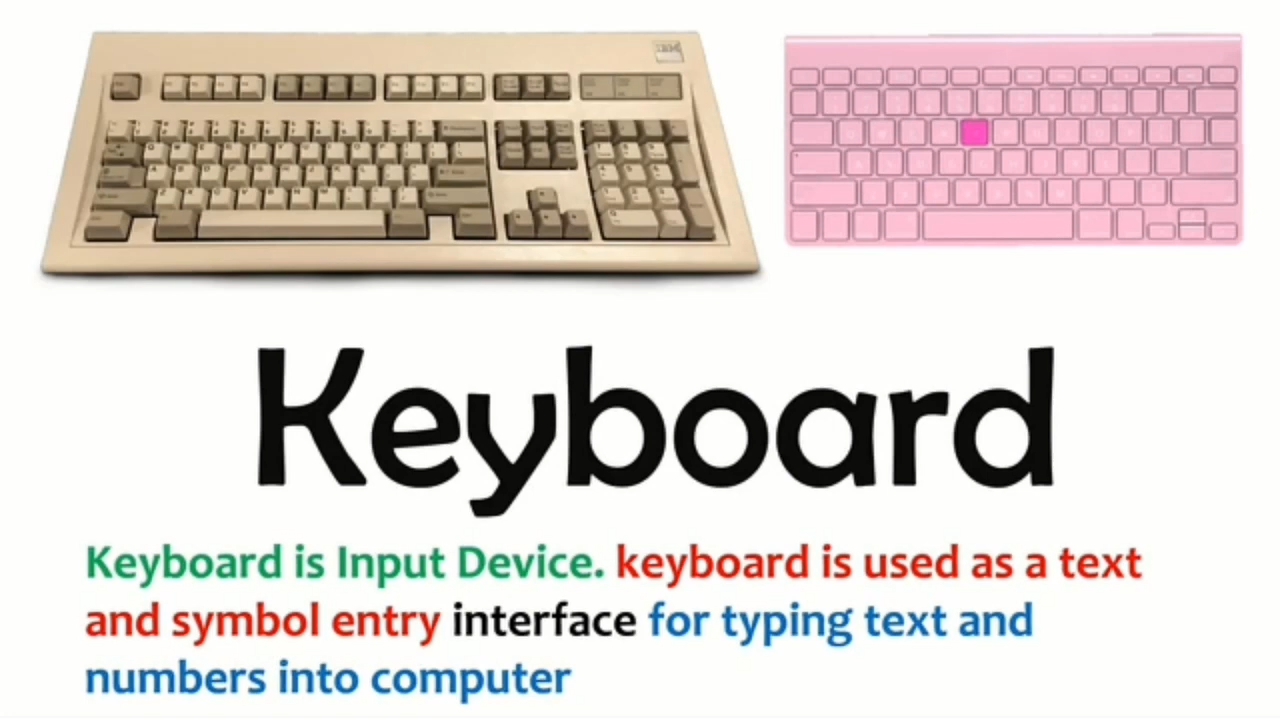 IBM
Keyboard
Keyboard is Input Device. keyboard is used as a text
and symbol entry interface for typing text and
numbers into computer